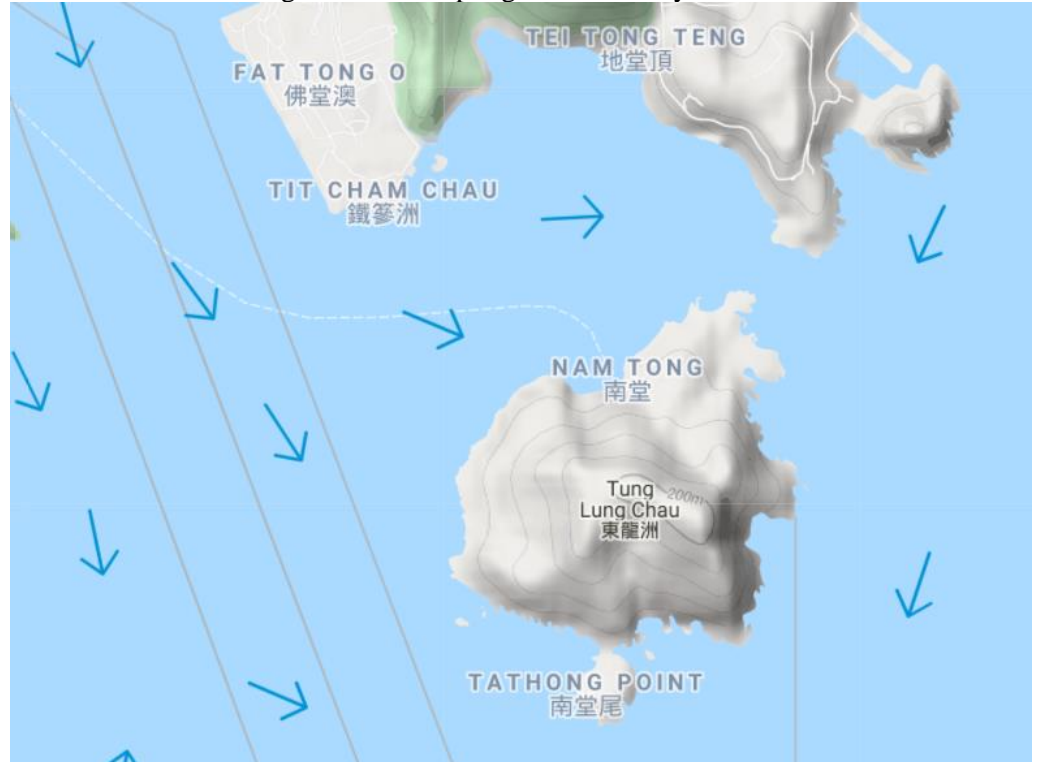 TEI TONG TENG
地堂頂
FAT TONG O
佛堂澳
TIT CHAM CHAU
鐵篸洲
NAM TONG
南堂
200m
Tung
Lung Chau
東龍洲
TATHONG POINT
南堂尾